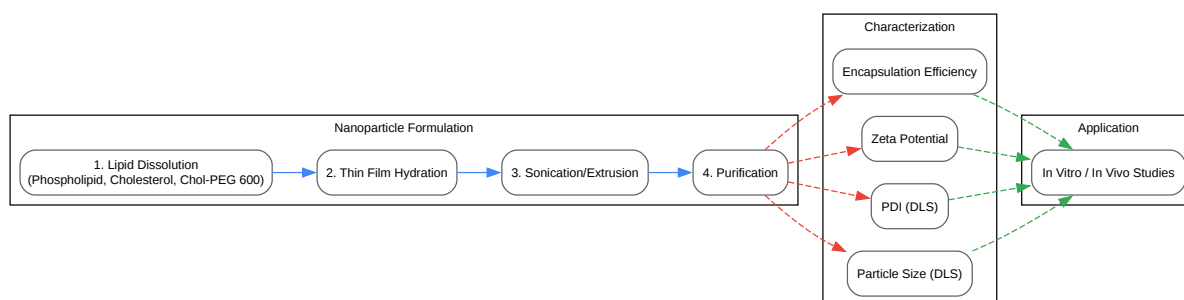 Characterization
Encapsulation Efficiency
Nanoparticle Formulation
Application
1. Lipid Dissolution
(Phospholipid, Cholesterol, Chol-PEG 600)
2. Thin Film Hydration
3. Sonication/Extrusion
4. Purification
Zeta Potential
In Vitro / In Vivo Studies
PDI (DLS)
Particle Size (DLS)